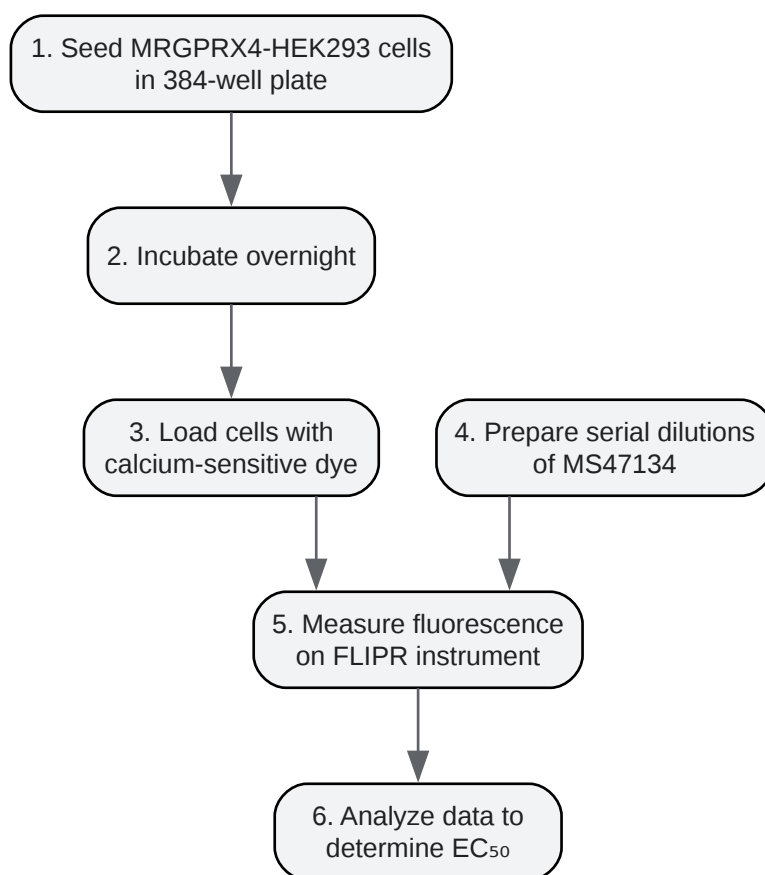 1. Seed MRGPRX4-HEK293 cells
in 384-well plate
2. Incubate overnight
3. Load cells with
calcium-sensitive dye
4. Prepare serial dilutions
of MS47134
5. Measure fluorescence
on FLIPR instrument
6. Analyze data to
determine EC₅₀